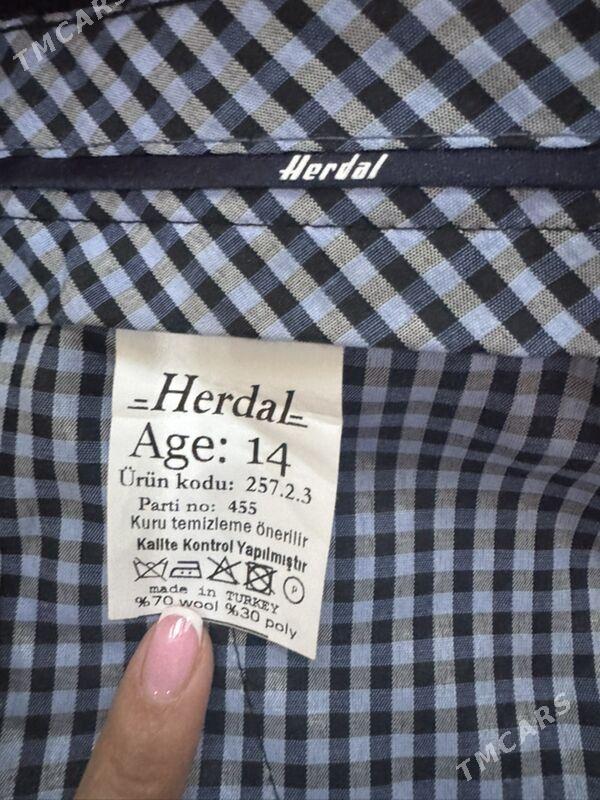 TMCARS
Herdal
Herdal
Age: 14
Ürün kodu: 257.2.3
Parti no: 455
Kuru temizleme önerilir
Kalite Kontrol Yapılmıştır
P
made in TURKEY
%70 wool %30 poly
TMCARS